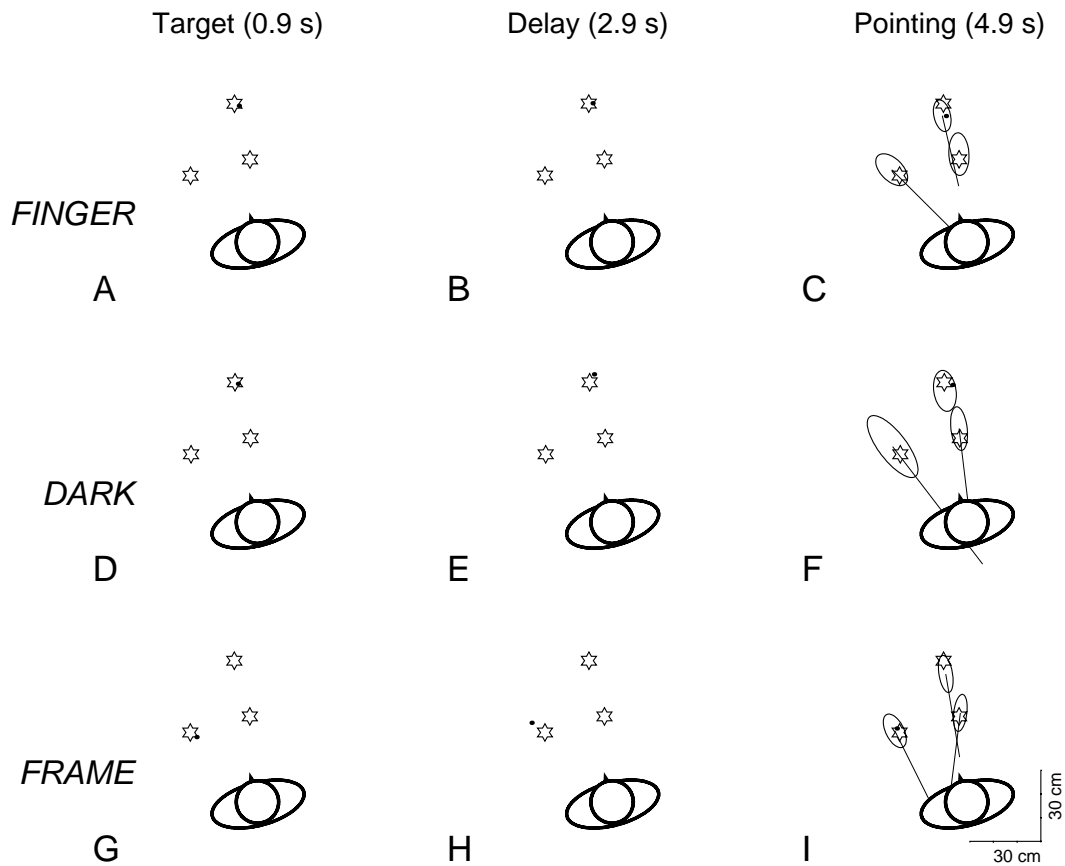 Target (0.9 s) Delay (2.9 s) Pointing (4.9 s)
FINGER
A B C
DARK
D E F
FRAME
30 cm
G H I
30 cm